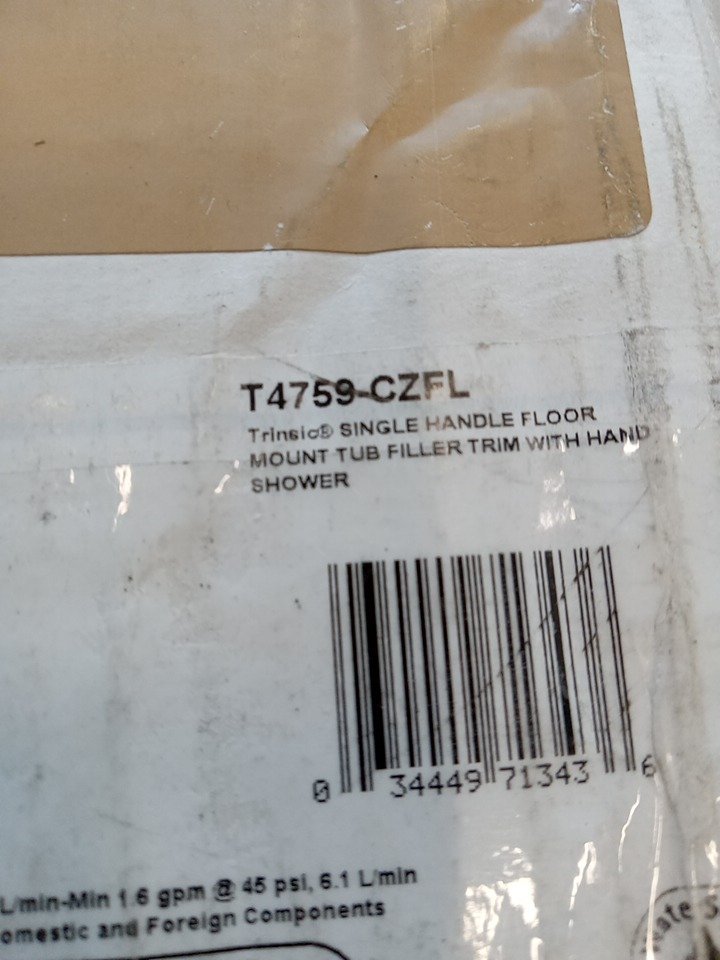 T4759-CZFL
Trinsic® SINGLE HANDLE FLOOR
MOUNT TUB FILLER TRIM WITH HAND
SHOWER
0 34449 71343 6
L/min-Min 1.6 gpm @ 45 psi, 6.1 L/min
omestic and Foreign Components